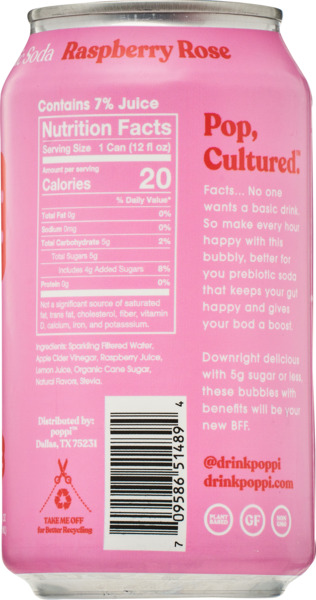 Soda Raspberry Rose
Contains 7% Juice
Nutrition Facts
Serving Size 1 Can (12 fl oz)
Amount per serving
Calories 20
% Daily Value*
Total Fat 0g 0%
Sodium 0mg 0%
Total Carbohydrate 5g 2%
Total Sugars 5g
Includes 4g Added Sugars 8%
Protein 0g 0%
Not a significant source of saturated
fat, trans fat, cholesterol, fiber, vitamin
D, calcium, iron, and potassium.
Ingredients: Sparkling Filtered Water,
Apple Cider Vinegar, Raspberry Juice,
Lemon Juice, Organic Cane Sugar,
Natural Flavors, Stevia.
Distributed by:
poppi™
Dallas, TX 75231
TAKE ME OFF
for Better Recycling
7 09586 51489 4
Pop,
Cultured.™
Facts... No one
wants a basic drink.
So make every hour
happy with this
bubbly, better for
you prebiotic soda
that keeps your gut
happy and gives
your bod a boost.
Downright delicious
with 5g sugar or less,
these bubbles with
benefits will be your
new BFF.
@drinkpoppi
drinkpoppi.com
PLANT
BASED
GF
NON
GMO